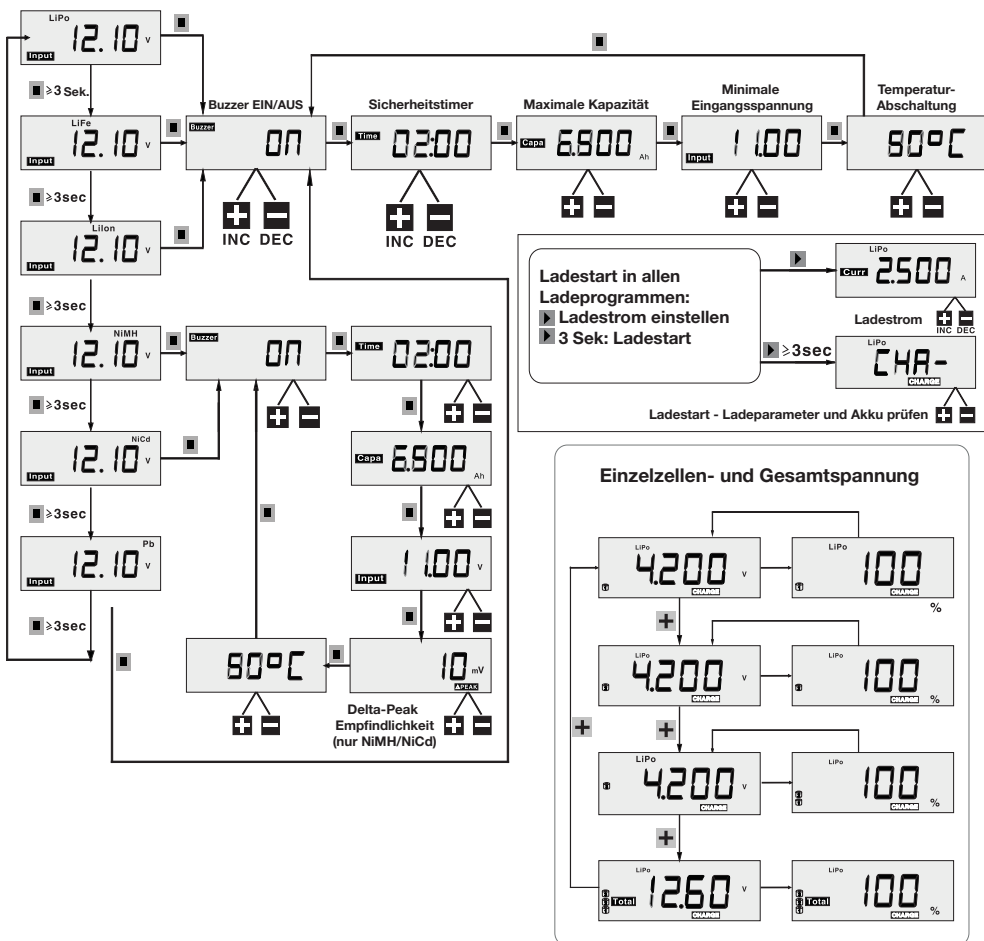 LiPo
Input 12.10 v
≥3 Sek.
LiFe
Input 12.10 v
≥3sec
LiIon
Input 12.10 v
≥3sec
NiMH
Input 12.10 v
≥3sec
NiCd
Input 12.10 v
≥3sec
Pb
Input 12.10 v
≥3sec
Buzzer EIN/AUS
Buzzer ON
+ −
INC DEC
Sicherheitstimer
Time 02:00
+ −
INC DEC
Maximale Kapazität
Capa 6.900 Ah
+ −
Minimale
Eingangsspannung
Input 11.00
+ −
Temperatur-
Abschaltung
90°C
+ −
Buzzer ON
+ −
Time 02:00
+ −
Capa 6.900 Ah
+ −
Input 11.00 v
+ −
10 mV
ΔPEAK
+ −
Delta-Peak
Empfindlichkeit
(nur NiMH/NiCd)
90°C
+ −
Ladestart in allen
Ladeprogrammen:
Ladestrom einstellen
3 Sek: Ladestart
LiPo
Curr 2.500 A
Ladestrom + −
INC DEC
≥3sec
LiPo
CHA-
CHARGE
Ladestart - Ladeparameter und Akku prüfen + −
Einzelzellen- und Gesamtspannung
LiPo
4.200 v
CHARGE
LiPo
100
CHARGE
%
+
LiPo
4.200 v
CHARGE
LiPo
100
CHARGE %
+
+
LiPo
4.200 v
CHARGE
LiPo
100
CHARGE %
+
LiPo
Total 12.60 v
CHARGE
LiPo
Total 100
CHARGE %